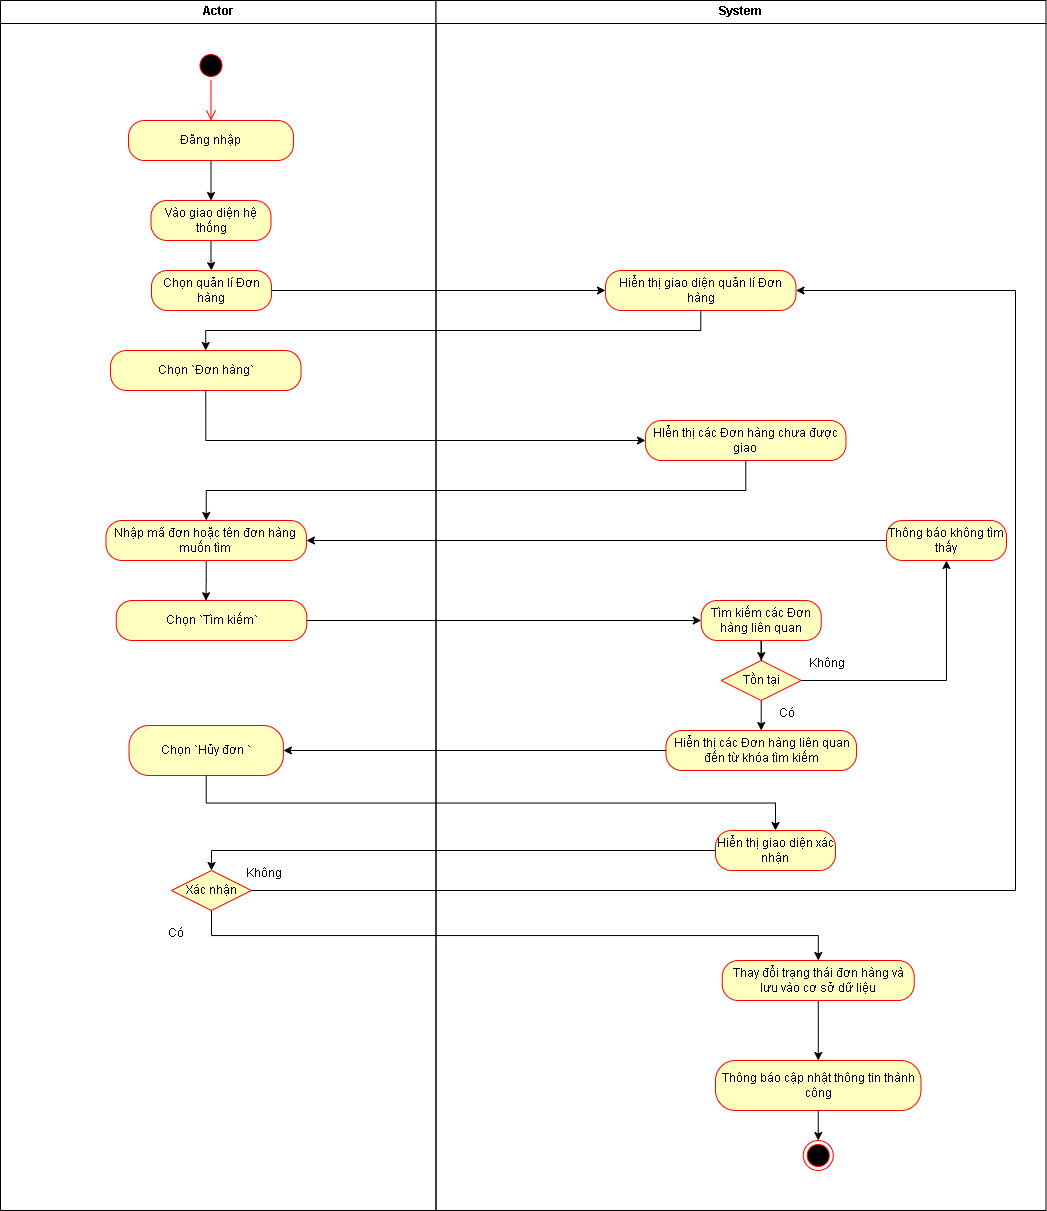 Actor
System
Đăng nhập
Vào giao diện hệ
thống
Chọn quản lí Đơn
hàng
Hiển thị giao diện quản lí Đơn
hàng
Chọn `Đơn hàng`
HIển thị các Đơn hàng chưa được
giao
Nhập mã đơn hoặc tên đơn hàng
muốn tìm
Thông báo không tìm
thấy
Chọn `Tìm kiếm`
Tìm kiếm các Đơn
hàng liên quan
Không
Tồn tại
Có
Chọn `Hủy đơn `
Hiển thị các Đơn hàng liên quan
đến từ khóa tìm kiếm
Hiển thị giao diện xác
nhận
Không
Xác nhận
Có
Thay đổi trạng thái đơn hàng và
lưu vào cơ sở dữ liệu
Thông báo cập nhật thông tin thành
công